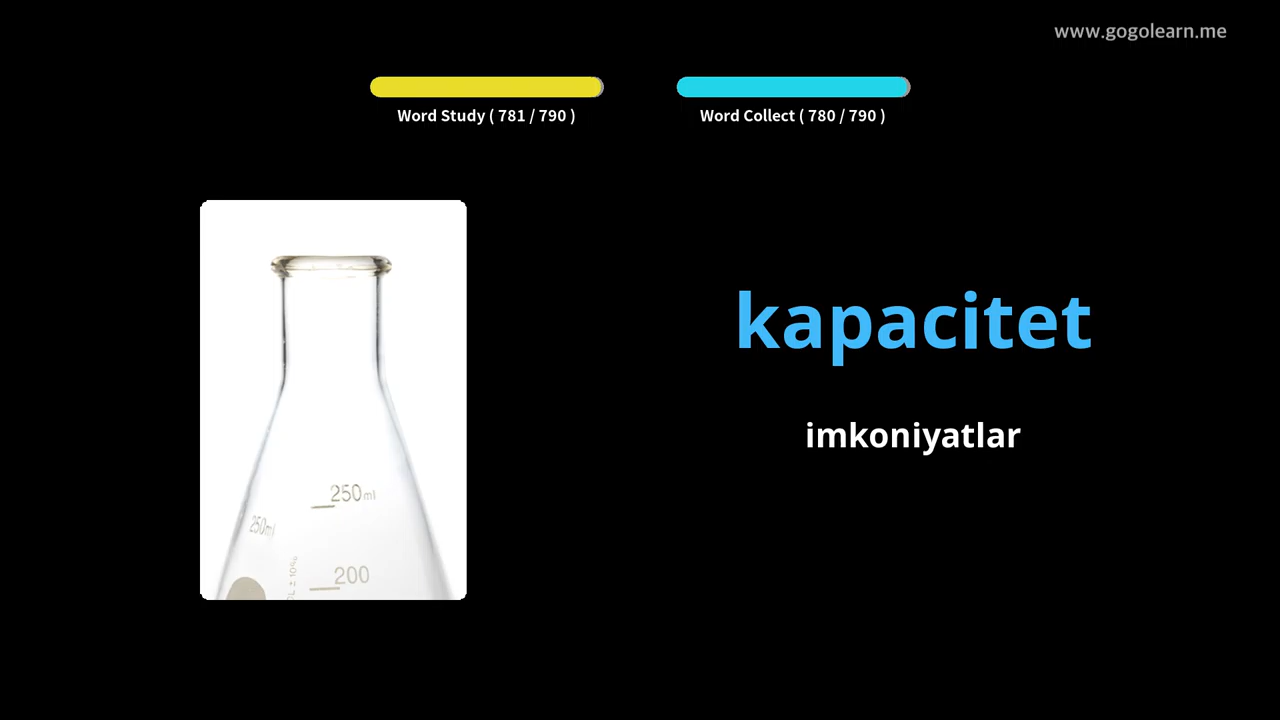 www.gogolearn.me
Word Study ( 781 / 790 )
Word Collect ( 780 / 790 )
kapacitet
imkoniyatlar
250ml
250ml
200